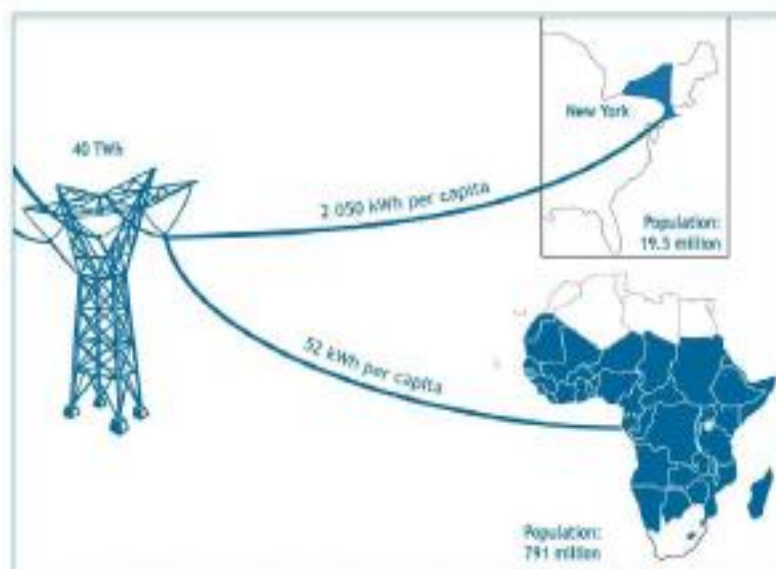 40 TWh
2 050 kWh per capita
New York
Population:
19.5 million
52 kWh per capita
Population:
791 million